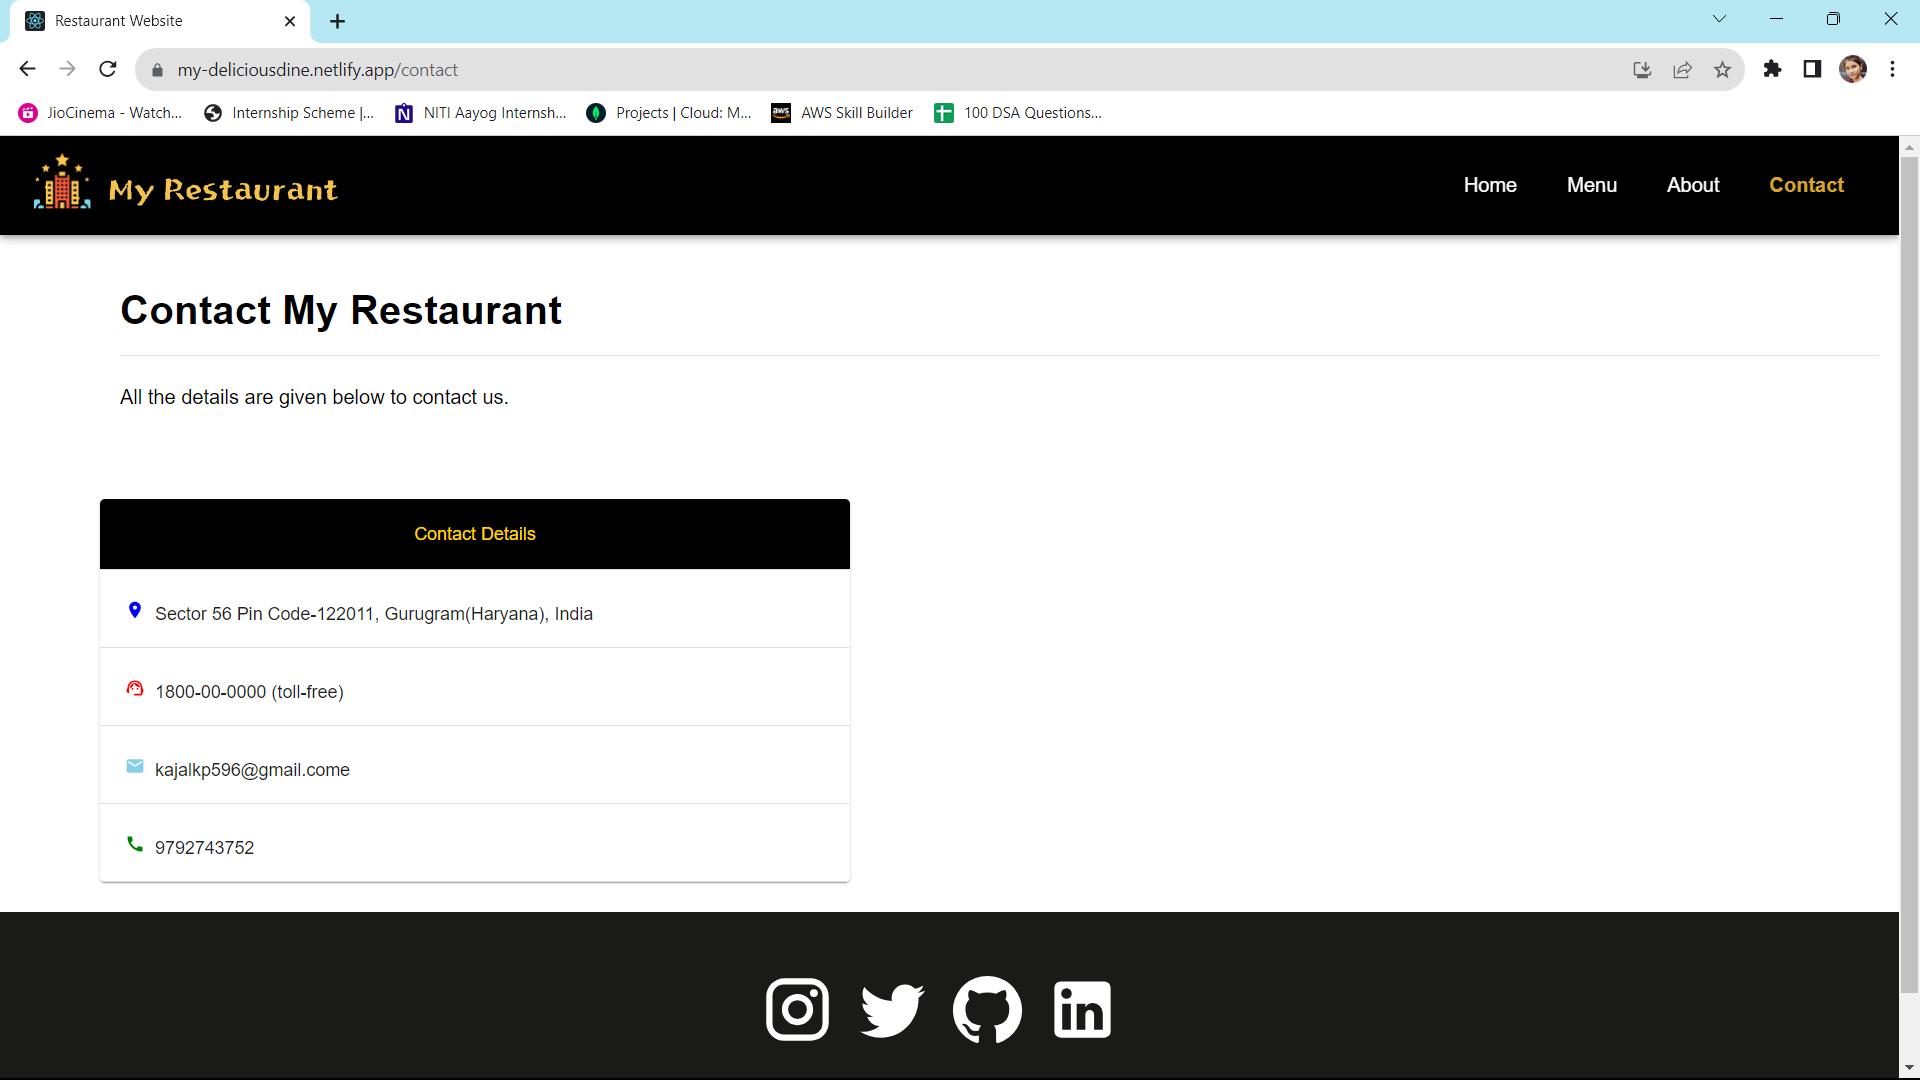 Restaurant Website
my-deliciousdine.netlify.app/contact
JioCinema - Watch... Internship Scheme |... NITI Aayog Internsh... Projects | Cloud: M... aws AWS Skill Builder 100 DSA Questions...
My Restaurant Home Menu About Contact
Contact My Restaurant
All the details are given below to contact us.
Contact Details
Sector 56 Pin Code-122011, Gurugram(Haryana), India
1800-00-0000 (toll-free)
kajalkp596@gmail.come
9792743752